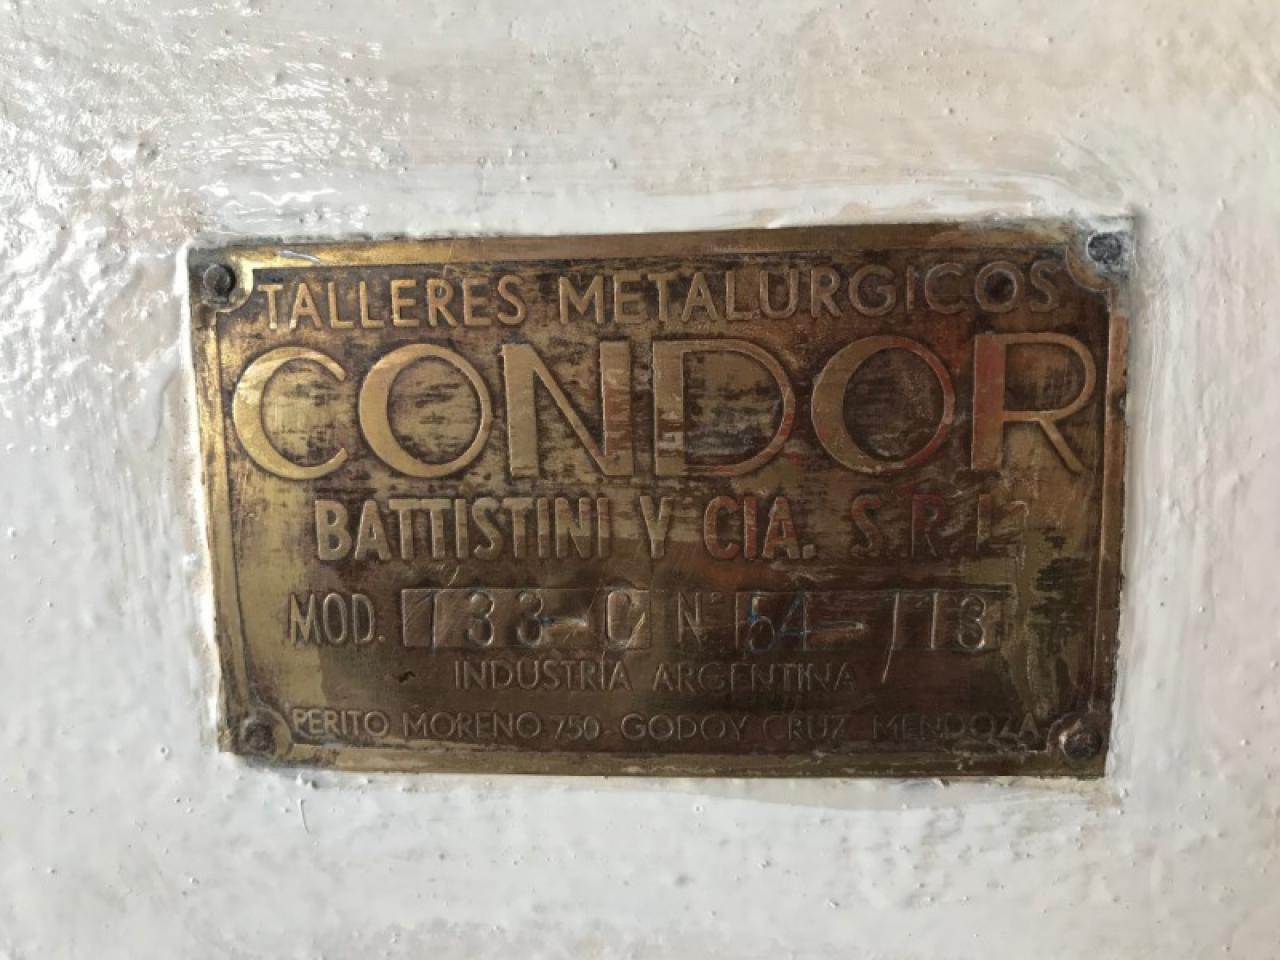 TALLERES METALURGICOS
CONDOR
BATTISTINI Y CIA. S.R.L.
MOD. 133-C Nº 54-113
INDUSTRIA ARGENTINA
PERITO MORENO 750 - GODOY CRUZ MENDOZA